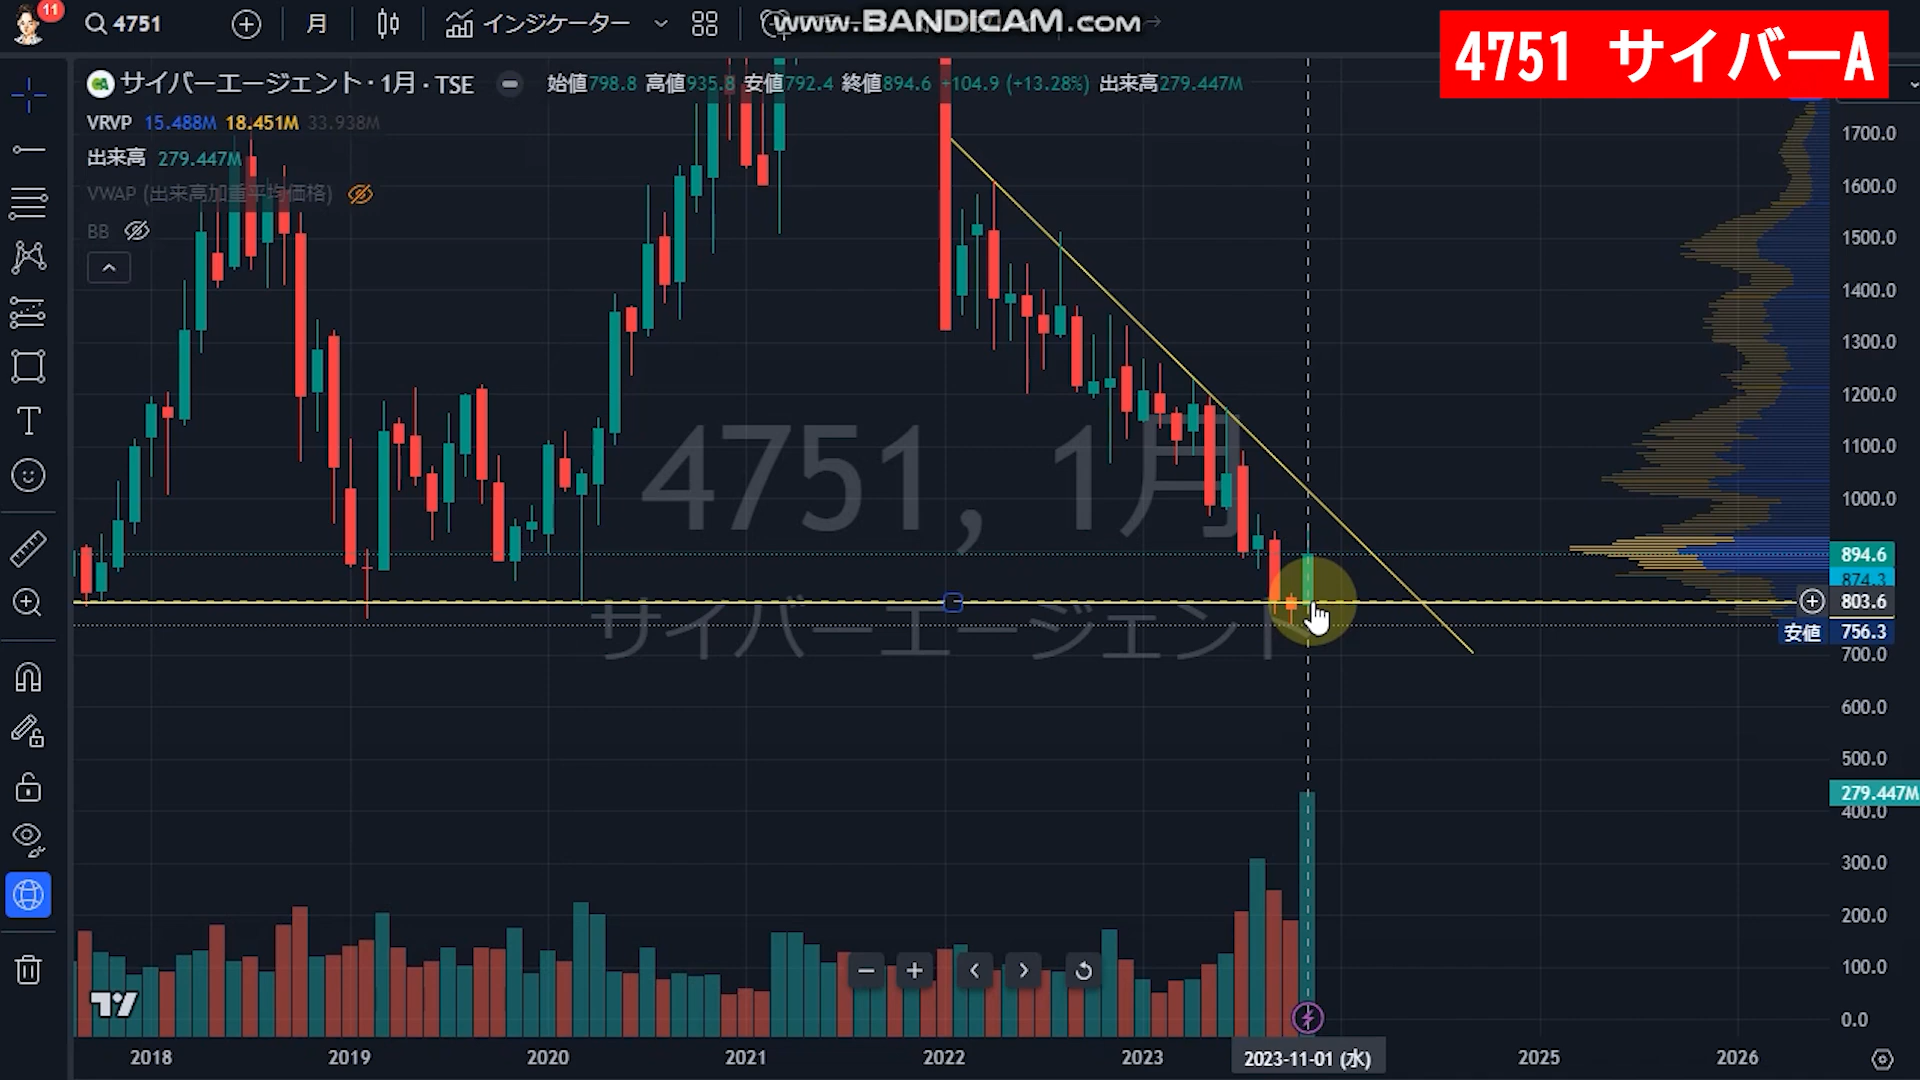 11
4751
月
インジケーター
www.BANDICAM.com
4751 サイバーA
サイバーエージェント・1月・TSE
始値798.8 高値935.8 安値792.4 終値894.6 +104.9 (+13.28%) 出来高279.447M
VRVP 15.488M 18.451M 33.938M
出来高 279.447M
VWAP (出来高加重平均価格)
BB
4751, 1月
サイバーエージェント
1700.0
1600.0
1500.0
1400.0
1300.0
1200.0
1100.0
1000.0
894.6
874.3
803.6
安値 756.3
700.0
600.0
500.0
279.447M
400.0
300.0
200.0
100.0
0.0
2018 2019 2020 2021 2022 2023 2023-11-01 (水) 2025 2026